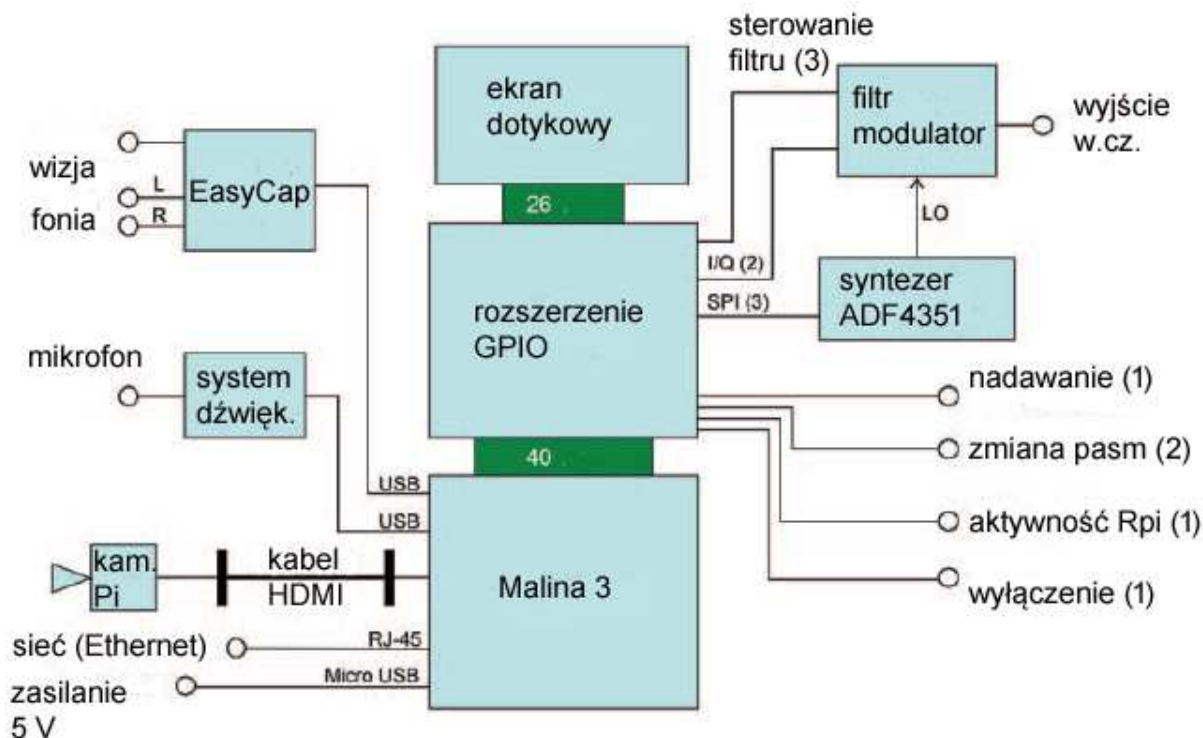 sterowanie
filtru (3)
ekran
dotykowy
filtr
modulator
wyjście
w.cz.
wizja
L
EasyCap
fonia
R
26
LO
I/Q (2)
SPI (3)
syntezer
ADF4351
rozszerzenie
GPIO
mikrofon
system
dźwięk.
nadawanie (1)
zmiana pasm (2)
40
USB
USB
aktywność Rpi (1)
kam.
Pi
kabel
HDMI
Malina 3
wyłączenie (1)
sieć (Ethernet)
RJ-45
Micro USB
zasilanie
5 V